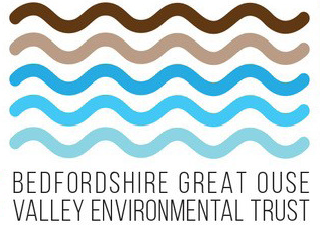 BEDFORDSHIRE GREAT OUSE
VALLEY ENVIRONMENTAL TRUST